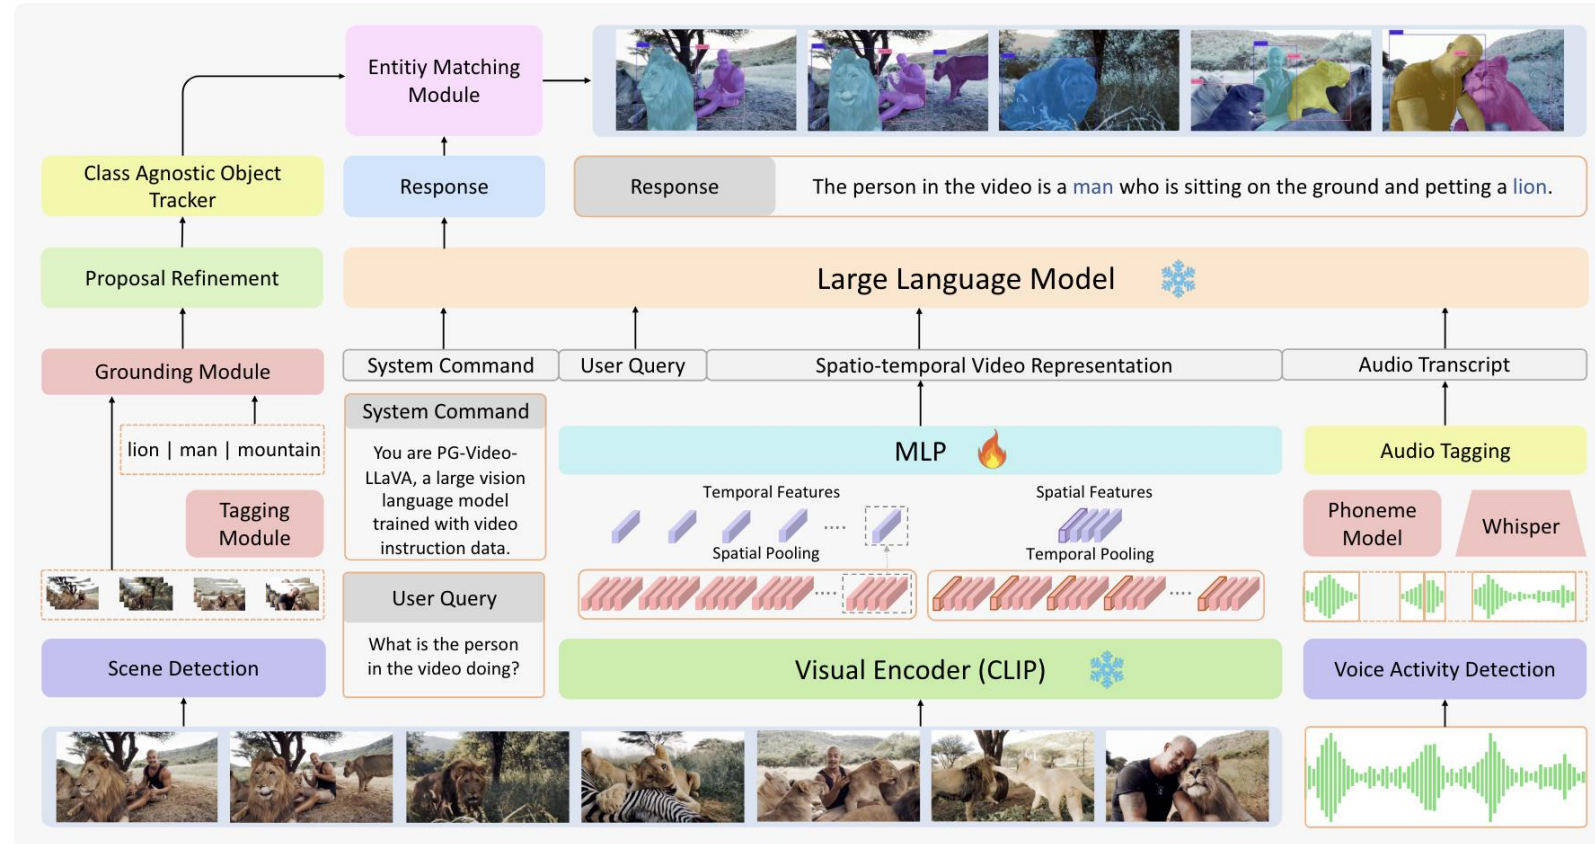 Entitiy Matching
Module
Class Agnostic Object
Tracker
Response
Response
The person in the video is a man who is sitting on the ground and petting a lion.
Proposal Refinement
Large Language Model
Grounding Module
System Command
User Query
Spatio-temporal Video Representation
Audio Transcript
lion | man | mountain
System Command
You are PG-Video-
LLaVA, a large vision
language model
trained with video
instruction data.
MLP
Audio Tagging
Tagging
Module
Temporal Features
Spatial Features
....
Spatial Pooling
Temporal Pooling
Phoneme
Model
Whisper
....
....
User Query
What is the person
in the video doing?
Scene Detection
Visual Encoder (CLIP)
Voice Activity Detection